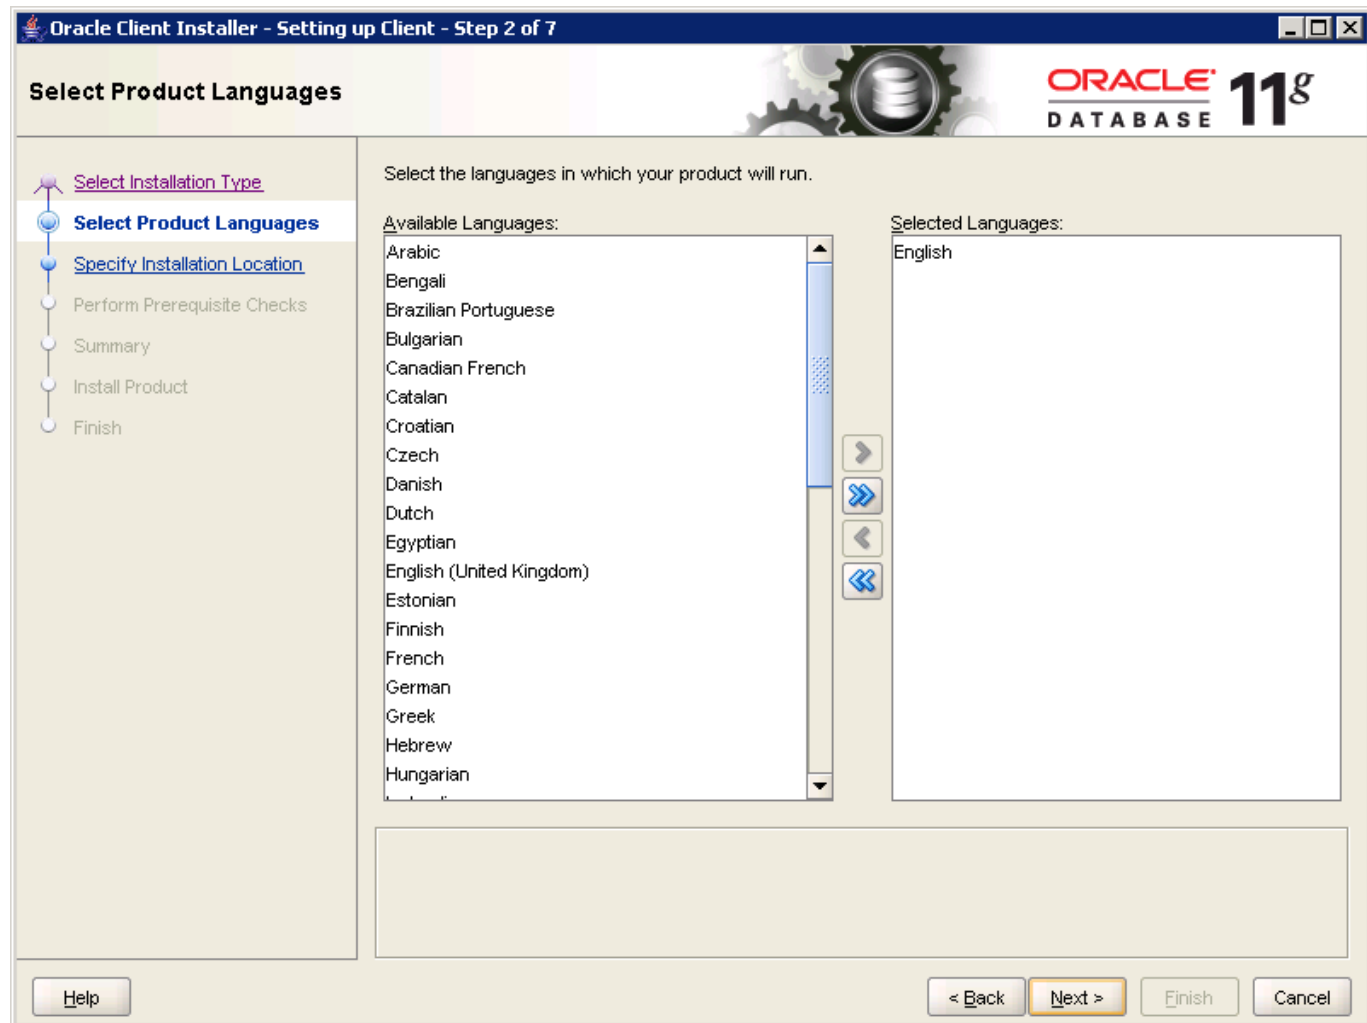 Oracle Client Installer - Setting up Client - Step 2 of 7
Select Product Languages
ORACLE
DATABASE
11g
Select Installation Type
Select Product Languages
Specify Installation Location
Perform Prerequisite Checks
Summary
Install Product
Finish
Select the languages in which your product will run.
Available Languages:
Arabic
Bengali
Brazilian Portuguese
Bulgarian
Canadian French
Catalan
Croatian
Czech
Danish
Dutch
Egyptian
English (United Kingdom)
Estonian
Finnish
French
German
Greek
Hebrew
Hungarian
Selected Languages:
English
Help
< Back
Next >
Finish
Cancel